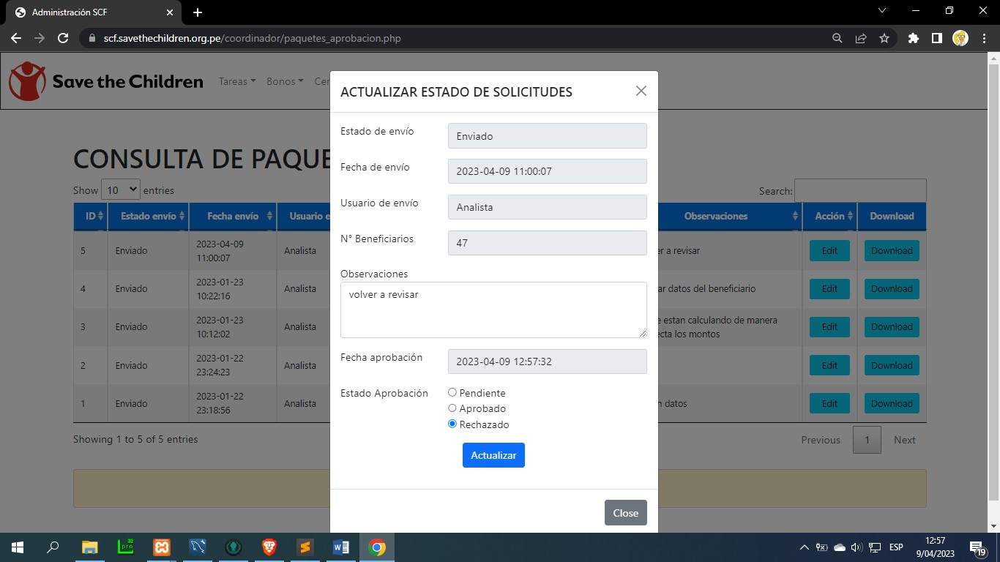 Administración SCF
scf.savethechildren.org.pe/coordinador/paquetes_aprobacion.php
Save the Children
Tareas
Bonos
ACTUALIZAR ESTADO DE SOLICITUDES
Estado de envío
Enviado
Fecha de envío
2023-04-09 11:00:07
Usuario de envío
Analista
N° Beneficiarios
47
Observaciones
volver a revisar
Fecha aprobación
2023-04-09 12:57:32
Estado Aprobación
Pendiente
Aprobado
Rechazado
Actualizar
Close
CONSULTA DE PAQUE
Show 10 entries
Search:
ID Estado envío Fecha envío Usuario e Observaciones Acción Download
5 Enviado 2023-04-09 Analista er a revisar Edit Download
11:00:07
4 Enviado 2023-01-23 Analista ar datos del beneficiario Edit Download
10:22:16
3 Enviado 2023-01-23 Analista e estan calculando de manera Edit Download
10:12:02 ecta los montos
2 Enviado 2023-01-22 Analista Edit Download
23:24:23
1 Enviado 2023-01-22 Analista n datos Edit Download
23:18:56
Showing 1 to 5 of 5 entries
Previous 1 Next
ESP
12:57
9/04/2023
19